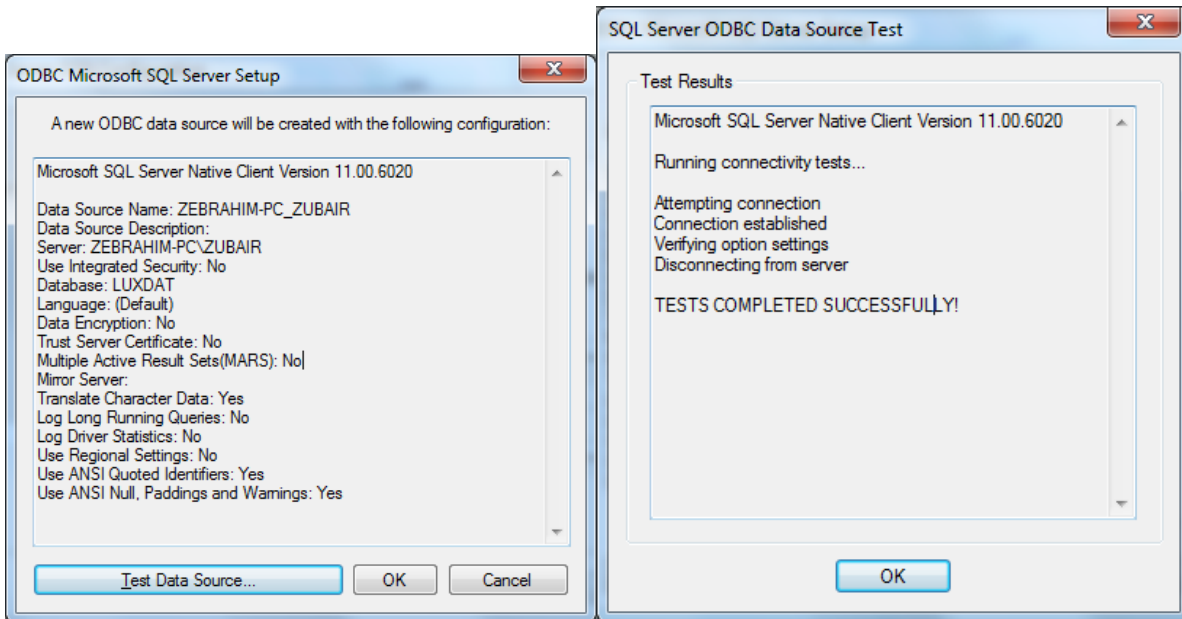 ODBC Microsoft SQL Server Setup
A new ODBC data source will be created with the following configuration:
Microsoft SQL Server Native Client Version 11.00.6020
Data Source Name: ZEBRAHIM-PC_ZUBAIR
Data Source Description:
Server: ZEBRAHIM-PC\ZUBAIR
Use Integrated Security: No
Database: LUXDAT
Language: (Default)
Data Encryption: No
Trust Server Certificate: No
Multiple Active Result Sets(MARS): No
Mirror Server:
Translate Character Data: Yes
Log Long Running Queries: No
Log Driver Statistics: No
Use Regional Settings: No
Use ANSI Quoted Identifiers: Yes
Use ANSI Null, Paddings and Warnings: Yes
Test Data Source...
OK
Cancel
SQL Server ODBC Data Source Test
Test Results
Microsoft SQL Server Native Client Version 11.00.6020
Running connectivity tests...
Attempting connection
Connection established
Verifying option settings
Disconnecting from server
TESTS COMPLETED SUCCESSFULLY!
OK